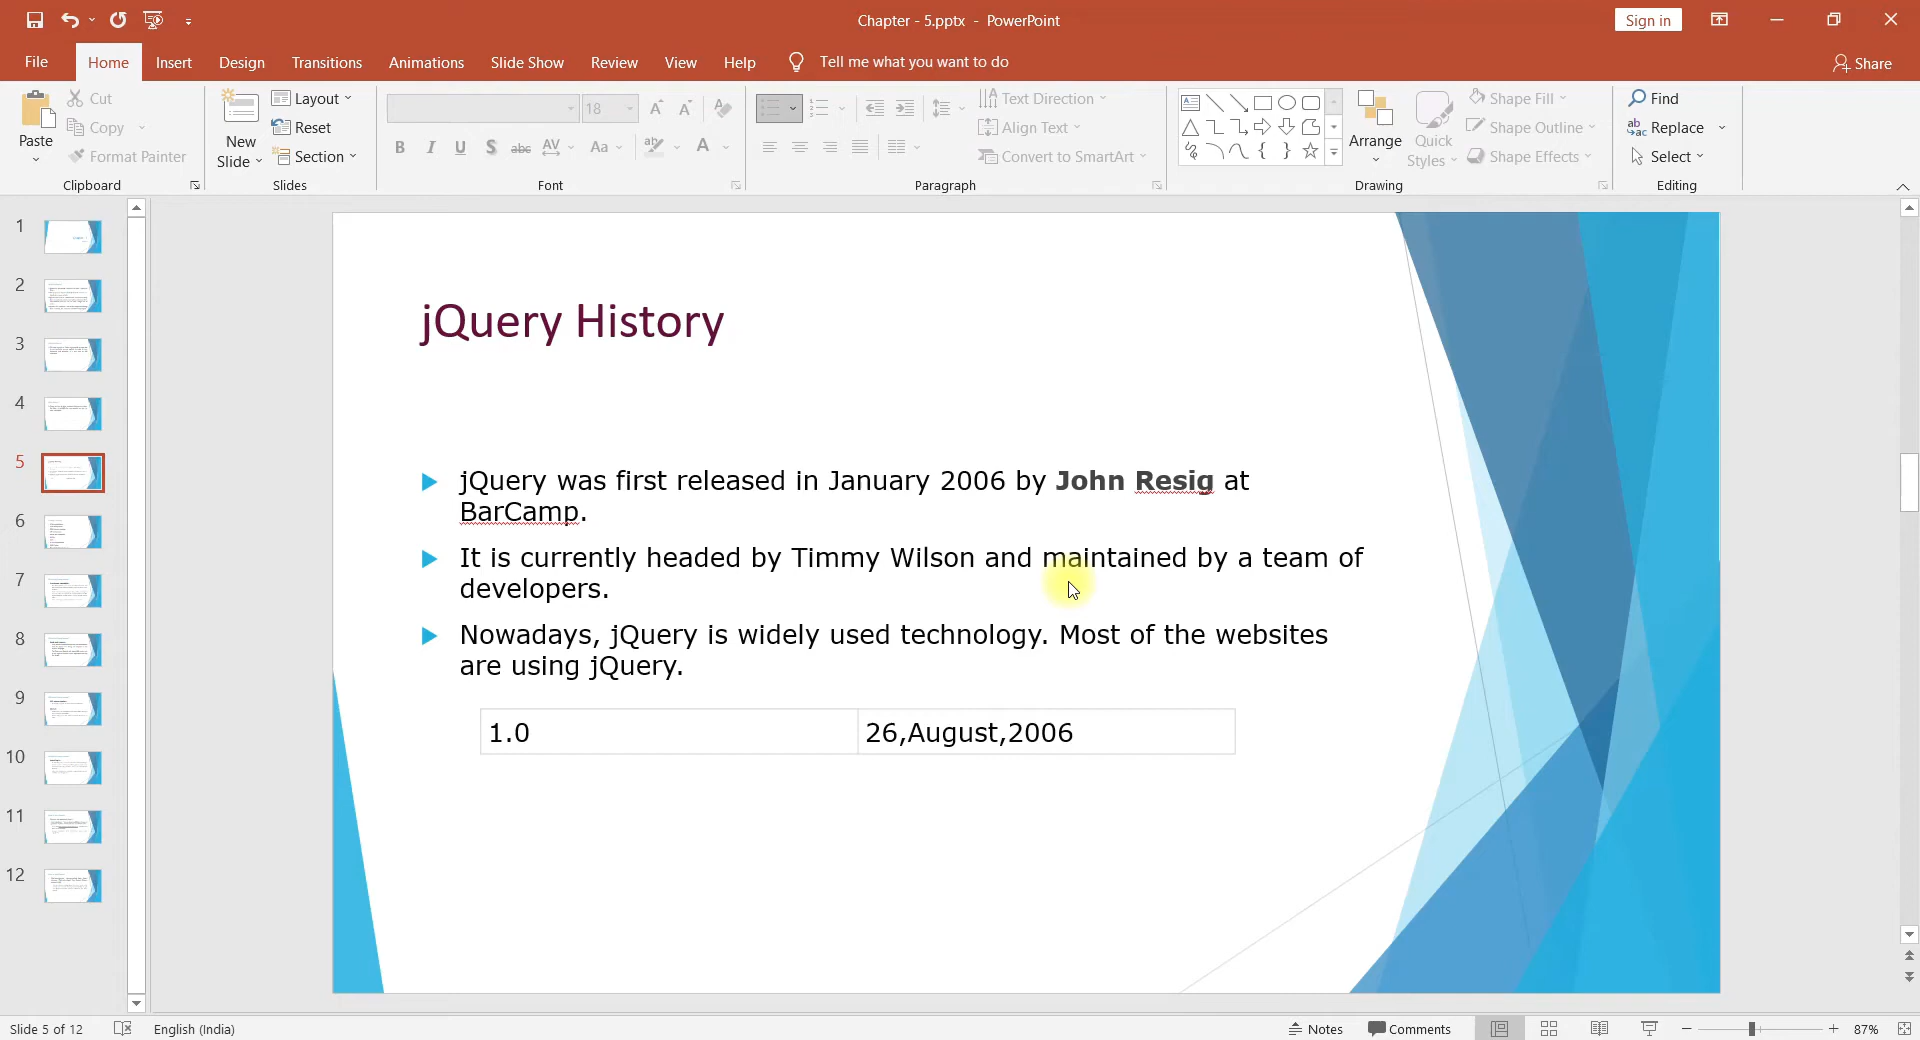 Chapter - 5.pptx - PowerPoint
Sign in
File Home Insert Design Transitions Animations Slide Show Review View Help Tell me what you want to do
Share
Paste
Cut
Copy
Format Painter
Clipboard
New
Slide
Layout
Reset
Section
Slides
18
B I U S abc AV Aa ab A
Font
Text Direction
Align Text
Convert to SmartArt
Paragraph
Arrange
Quick
Styles
Shape Fill
Shape Outline
Shape Effects
Drawing
Find
Replace
Select
Editing
1
2
3
4
5
6
7
8
9
10
11
12
jQuery History
jQuery was first released in January 2006 by John Resig at
BarCamp.
It is currently headed by Timmy Wilson and maintained by a team of
developers.
Nowadays, jQuery is widely used technology. Most of the websites
are using jQuery.
1.0 26,August,2006
Slide 5 of 12 English (India) Notes Comments 87%